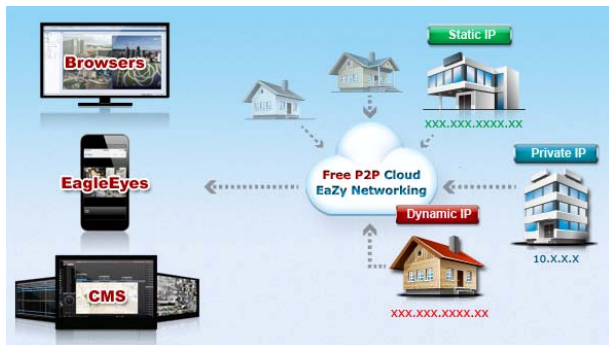 Browsers
EagleEyes
CMS
Free P2P Cloud
EaZy Networking
Static IP
xxx.xxx.xxxx.xx
Private IP
10.x.x.x
Dynamic IP
xxx.xxx.xxxx.xx